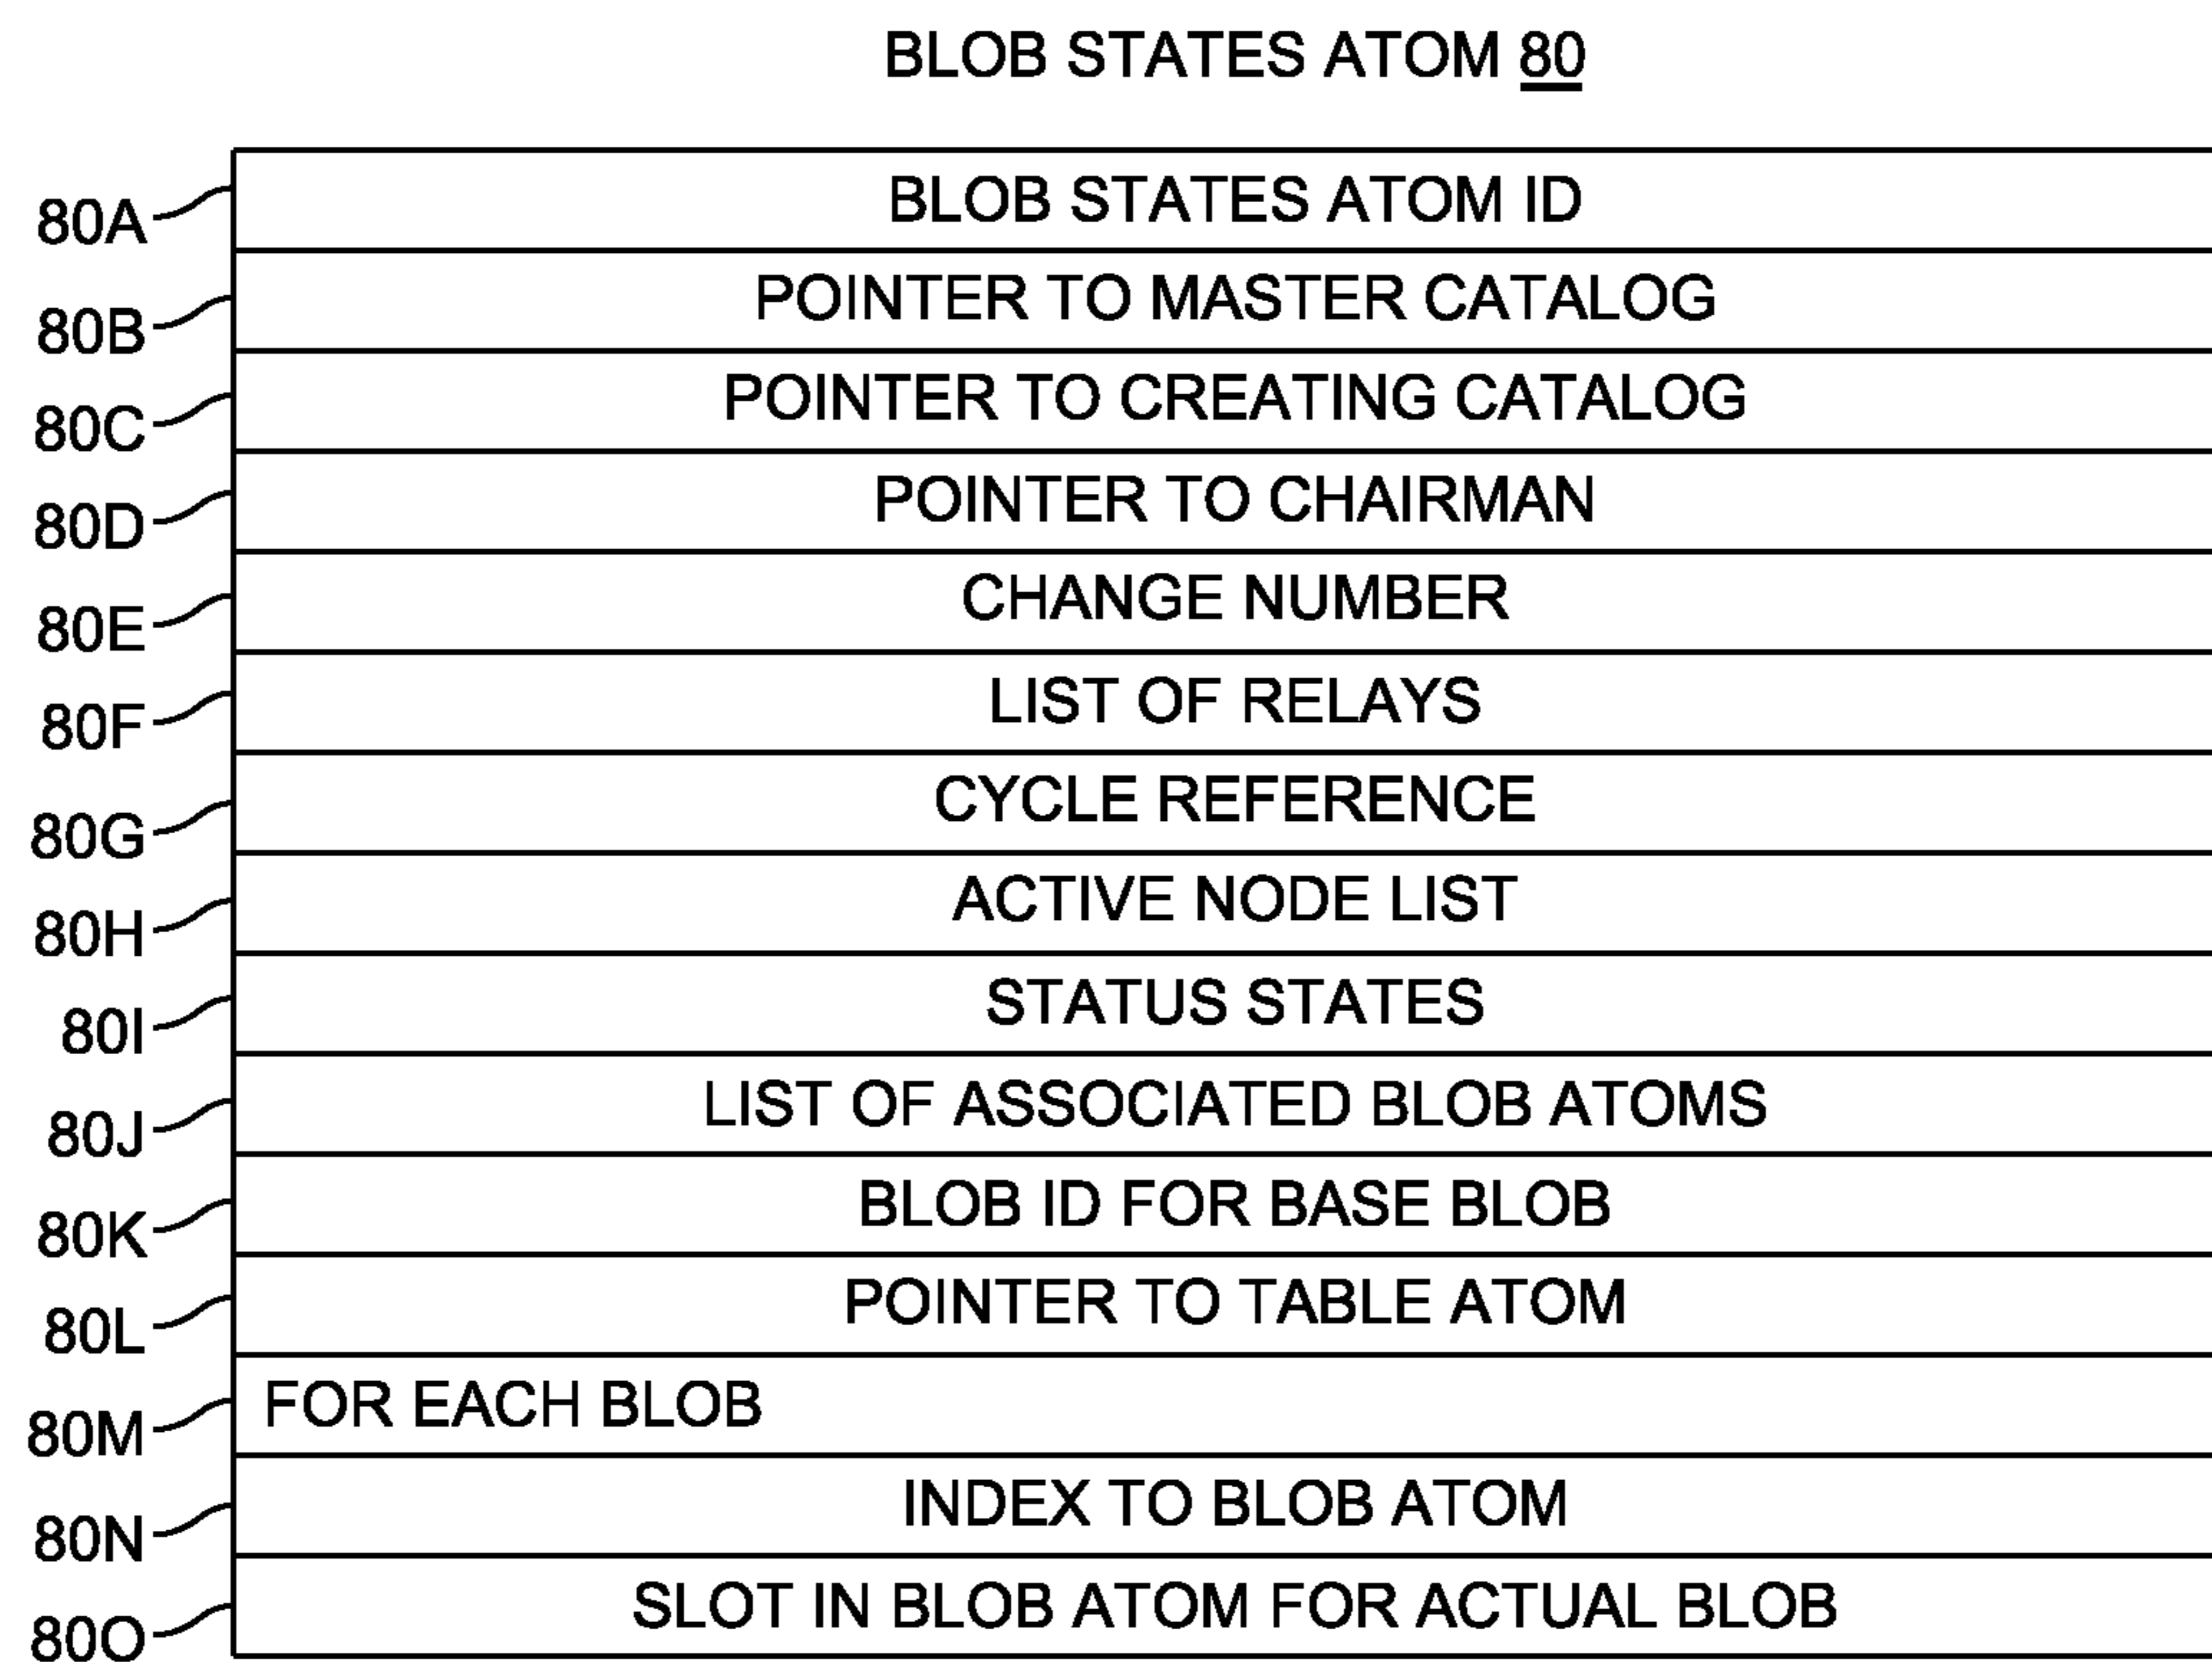 BLOB STATES ATOM 80
80A BLOB STATES ATOM ID
80B POINTER TO MASTER CATALOG
80C POINTER TO CREATING CATALOG
80D POINTER TO CHAIRMAN
80E CHANGE NUMBER
80F LIST OF RELAYS
80G CYCLE REFERENCE
80H ACTIVE NODE LIST
80I STATUS STATES
80J LIST OF ASSOCIATED BLOB ATOMS
80K BLOB ID FOR BASE BLOB
80L POINTER TO TABLE ATOM
80M FOR EACH BLOB
80N INDEX TO BLOB ATOM
80O SLOT IN BLOB ATOM FOR ACTUAL BLOB